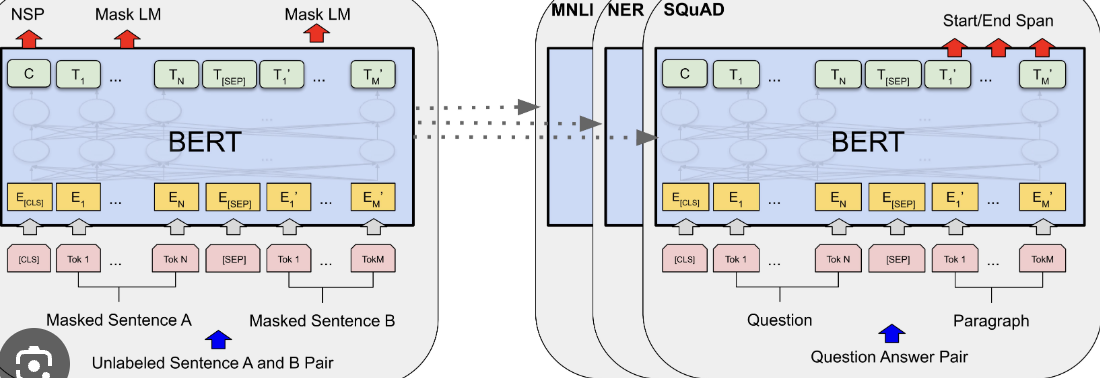 NSP Mask LM Mask LM
C T1 ... TN T[SEP] T1' ... TM'
...
BERT
...
E[CLS] E1 ... EN E[SEP] E1' ... EM'
[CLS] Tok 1 ... Tok N [SEP] Tok 1 ... TokM
Masked Sentence A Masked Sentence B
Unlabeled Sentence A and B Pair
MNLI NER SQuAD
Start/End Span
C T1 ... TN T[SEP] T1' ... TM'
...
BERT
...
E[CLS] E1 ... EN E[SEP] E1' ... EM'
[CLS] Tok 1 ... Tok N [SEP] Tok 1 ... TokM
Question Paragraph
Question Answer Pair